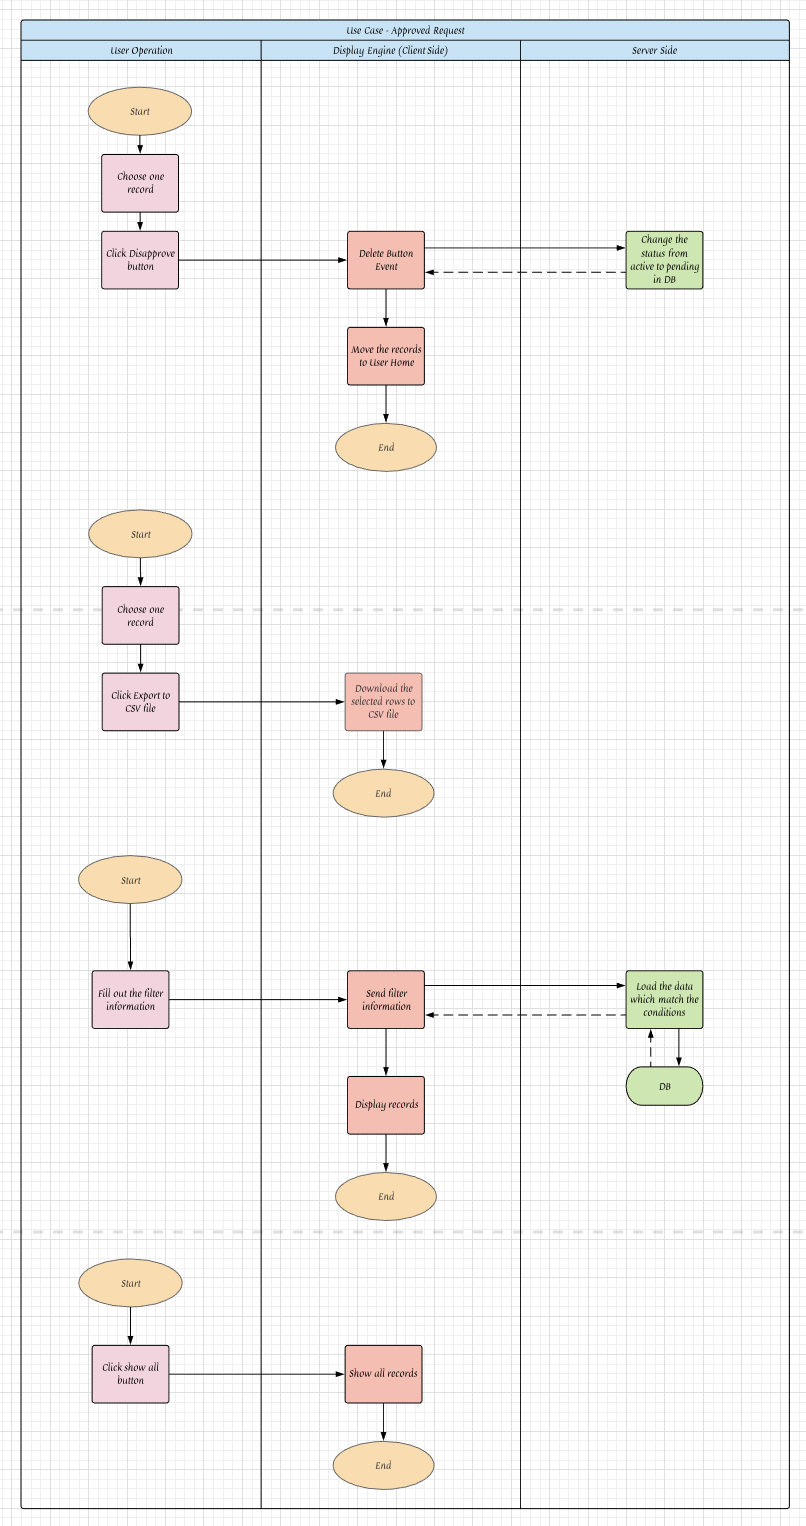 Use Case - Approved Request
User Operation
Display Engine (Client Side)
Server Side
Start
Choose one
record
Click Disapprove
button
Delete Button
Event
Change the
status from
active to pending
in DB
Move the records
to User Home
End
Start
Choose one
record
Click Export to
CSV file
Download the
selected rows to
CSV file
End
Start
Fill out the filter
information
Send filter
information
Load the data
which match the
conditions
DB
Display records
End
Start
Click show all
button
Show all records
End